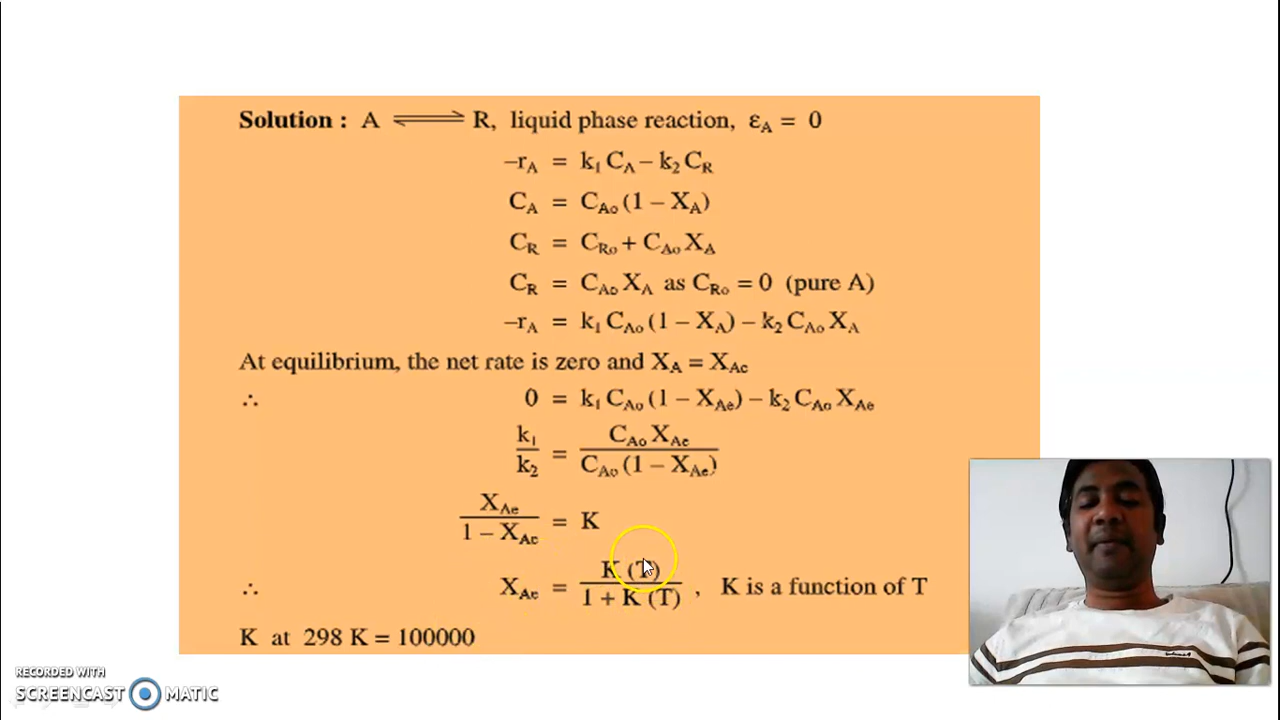 Solution : A ⇌ R, liquid phase reaction, εA = 0
–rA = k1 CA – k2 CR
CA = CAo (1 – XA)
CR = CRo + CAo XA
CR = CAo XA as CRo = 0 (pure A)
–rA = k1 CAo (1 – XA) – k2 CAo XA
At equilibrium, the net rate is zero and XA = XAe
∴ 0 = k1 CAo (1 – XAe) – k2 CAo XAe
k1 / k2 = CAo XAe / CAo (1 – XAe)
XAe / 1 – XAe = K
∴ XAe = K (T) / 1 + K (T) , K is a function of T
K at 298 K = 100000
RECORDED WITH
SCREENCAST MATIC